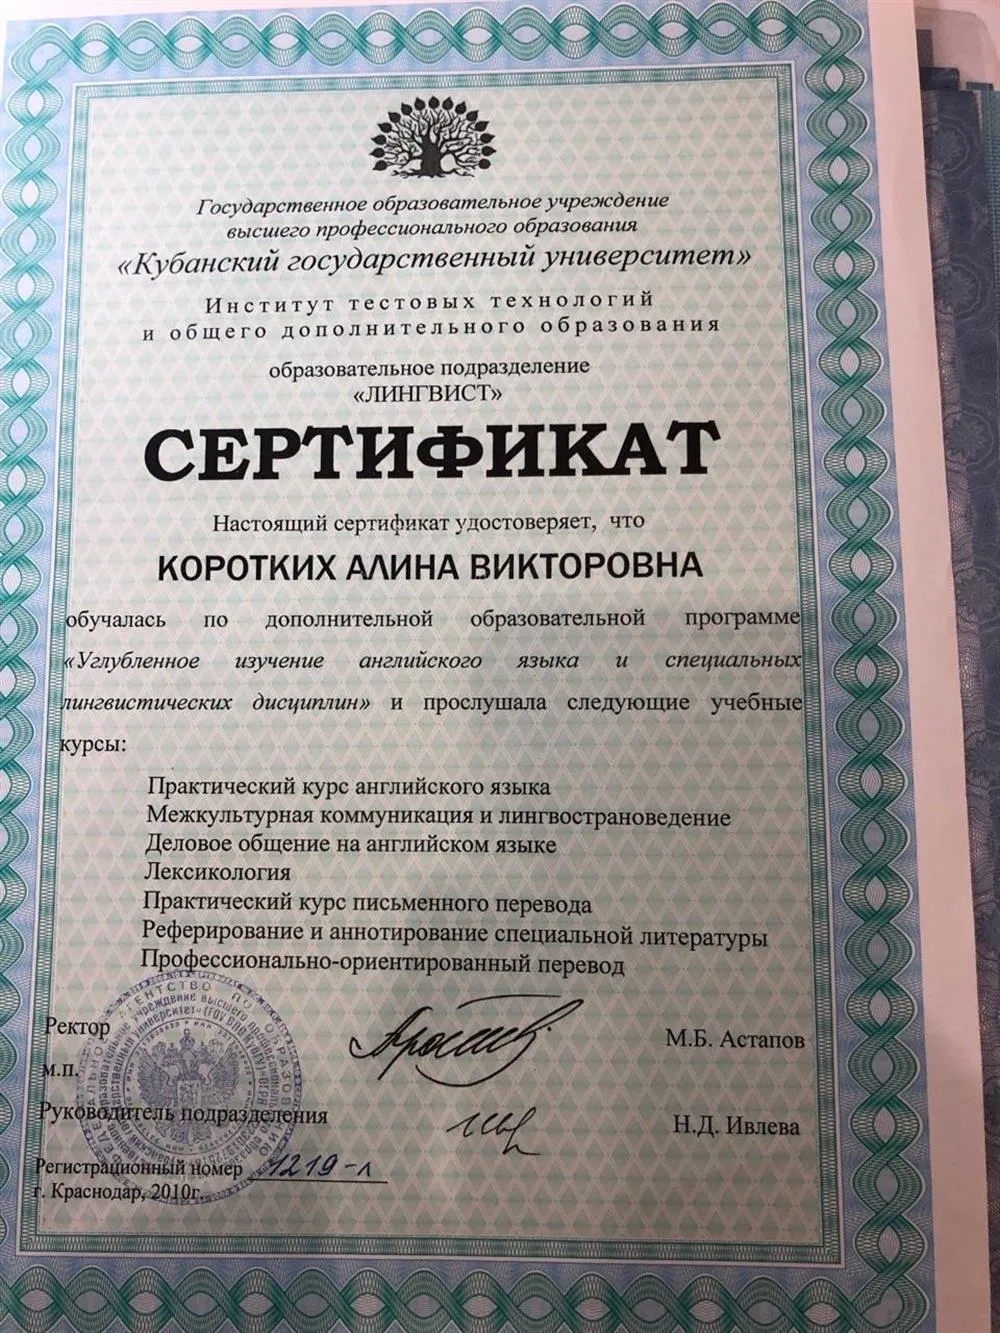 Государственное образовательное учреждение
высшего профессионального образования
«Кубанский государственный университет»
Институт тестовых технологий
и общего дополнительного образования
образовательное подразделение
«ЛИНГВИСТ»
СЕРТИФИКАТ
Настоящий сертификат удостоверяет, что
КОРОТКИХ АЛИНА ВИКТОРОВНА
обучалась по дополнительной образовательной программе
«Углубленное изучение английского языка и специальных
лингвистических дисциплин» и прослушала следующие учебные
курсы:
Практический курс английского языка
Межкультурная коммуникация и лингвострановедение
Деловое общение на английском языке
Лексикология
Практический курс письменного перевода
Реферирование и аннотирование специальной литературы
Профессионально-ориентированный перевод
Ректор М.Б. Астапов
м.п.
Руководитель подразделения Н.Д. Ивлева
Регистрационный номер 1219-л
г. Краснодар, 2010г.